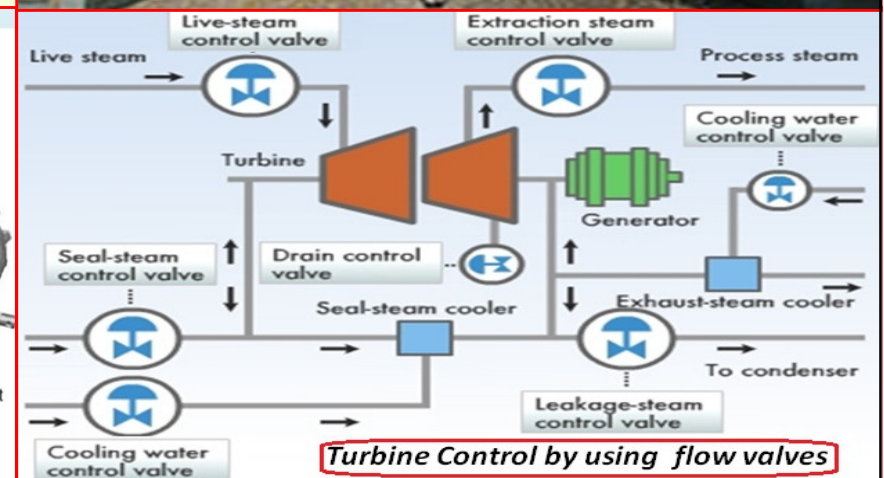 Live-steam
control valve
Extraction steam
control valve
Live steam
Process steam
Cooling water
control valve
Turbine
Generator
Seal-steam
control valve
Drain control
valve
Seal-steam cooler
Exhaust-steam cooler
To condenser
Leakage-steam
control valve
Cooling water
control valve
Turbine Control by using flow valves